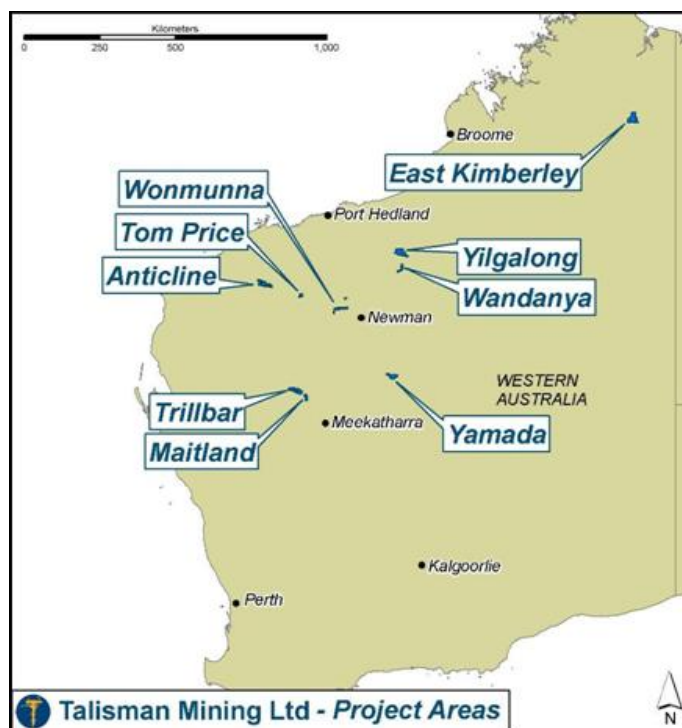 Kilometers
0 250 500 1,000
Broome
East Kimberley
Wonmunna
Port Hedland
Tom Price
Yilgalong
Anticline
Wandanya
Newman
WESTERN
AUSTRALIA
Trillbar
Meekatharra
Yamada
Maitland
Kalgoorlie
Perth
Talisman Mining Ltd - Project Areas
N